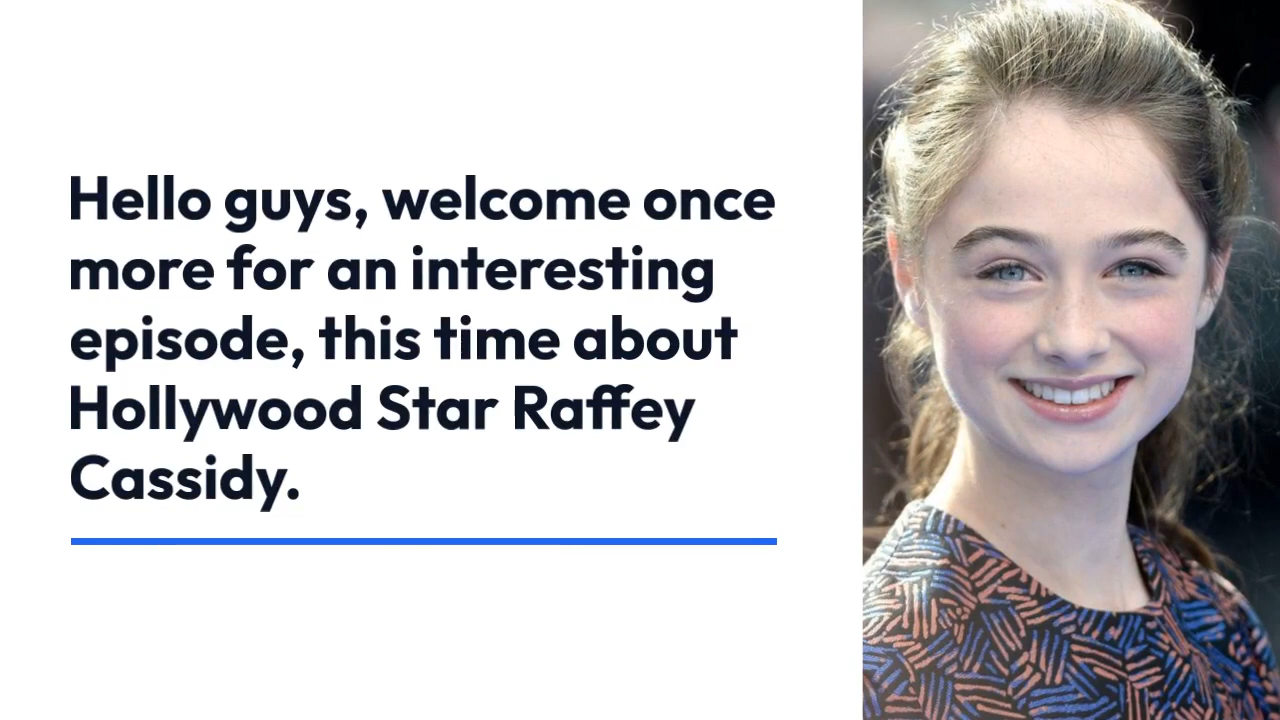 Hello guys, welcome once
more for an interesting
episode, this time about
Hollywood Star Raffey
Cassidy.